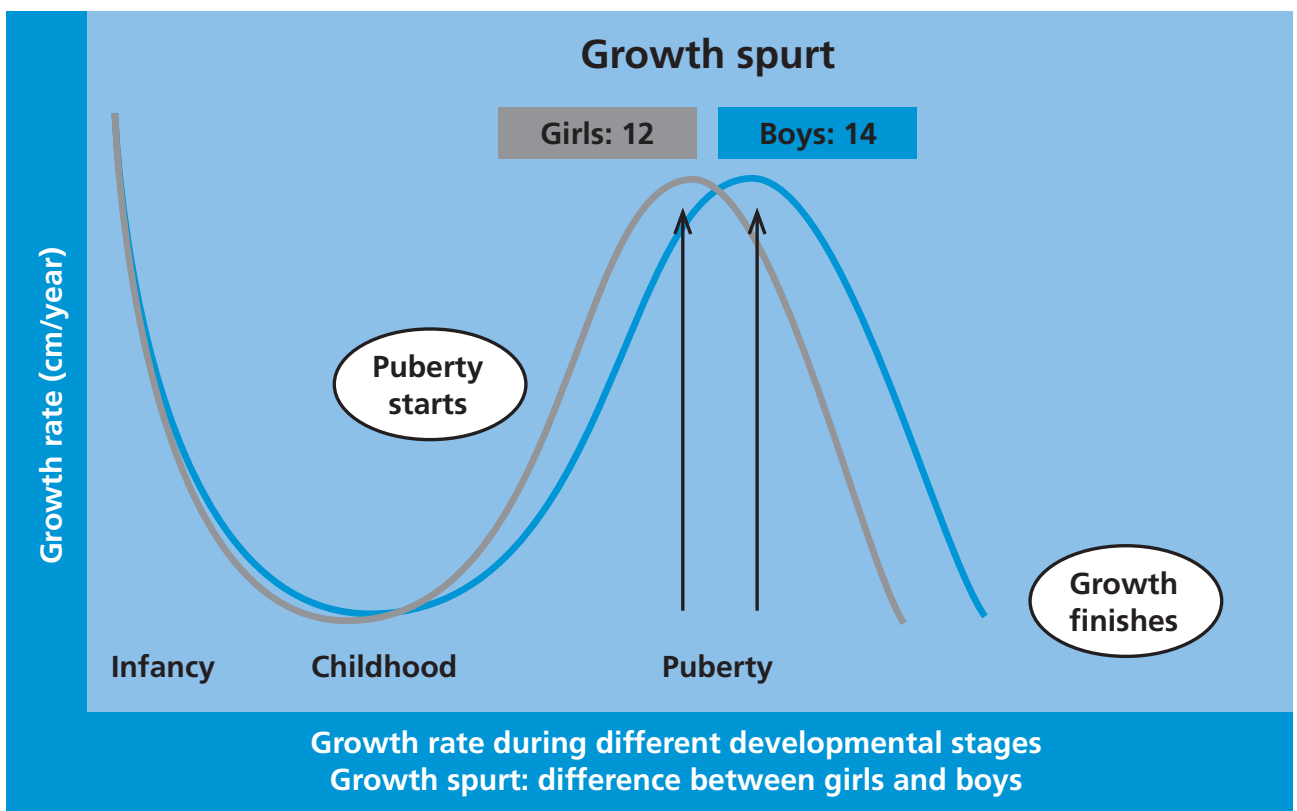 Growth spurt
Girls: 12
Boys: 14
Growth rate (cm/year)
Puberty
starts
Growth
finishes
Infancy
Childhood
Puberty
Growth rate during different developmental stages
Growth spurt: difference between girls and boys